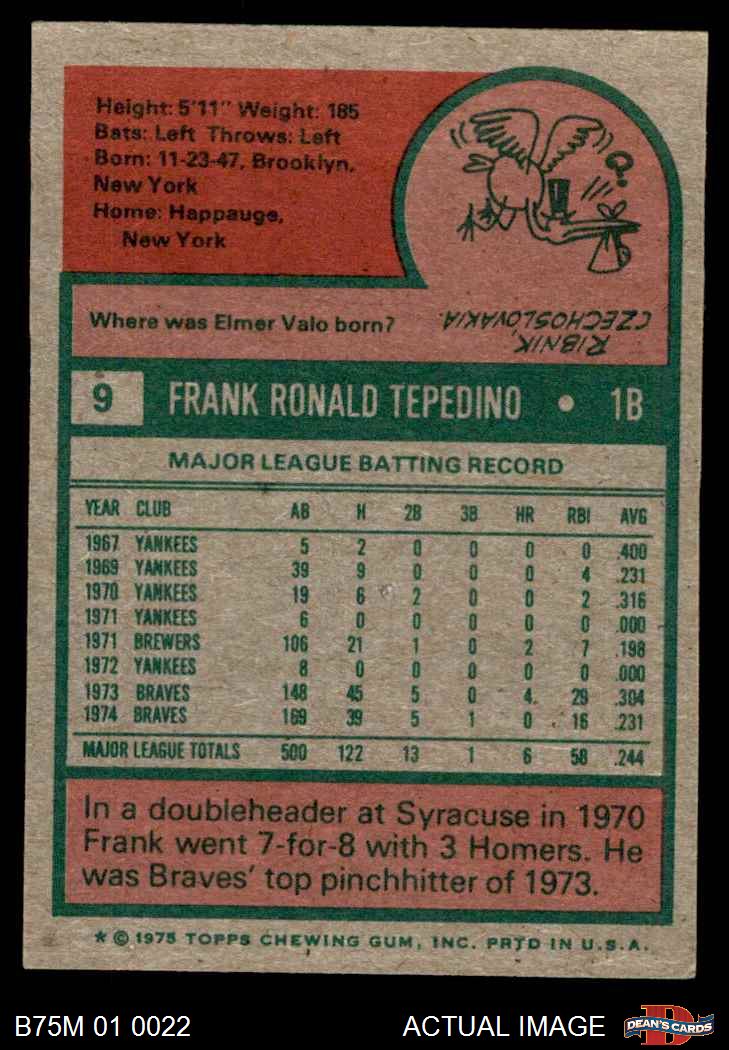 Height: 5'11" Weight: 185
Bats: Left Throws: Left
Born: 11-23-47, Brooklyn,
New York
Home: Happauge,
New York
Q.
Where was Elmer Valo born?
RIBNIK,
CZECHOSLOVAKIA.
9 FRANK RONALD TEPEDINO • 1B
MAJOR LEAGUE BATTING RECORD
YEAR CLUB AB H 2B 3B HR RBI AVG
1967 YANKEES 5 2 0 0 0 0 .400
1969 YANKEES 39 9 0 0 0 4 .231
1970 YANKEES 19 6 2 0 0 2 .316
1971 YANKEES 6 0 0 0 0 0 .000
1971 BREWERS 106 21 1 0 2 7 .198
1972 YANKEES 8 0 0 0 0 0 .000
1973 BRAVES 148 45 5 0 4 29 .304
1974 BRAVES 169 39 5 1 0 16 .231
MAJOR LEAGUE TOTALS 500 122 13 1 6 58 .244
In a doubleheader at Syracuse in 1970
Frank went 7-for-8 with 3 Homers. He
was Braves' top pinchhitter of 1973.
* © 1975 TOPPS CHEWING GUM, INC. PRTD IN U.S.A.
B75M 01 0022 ACTUAL IMAGE D DEAN'S CARDS